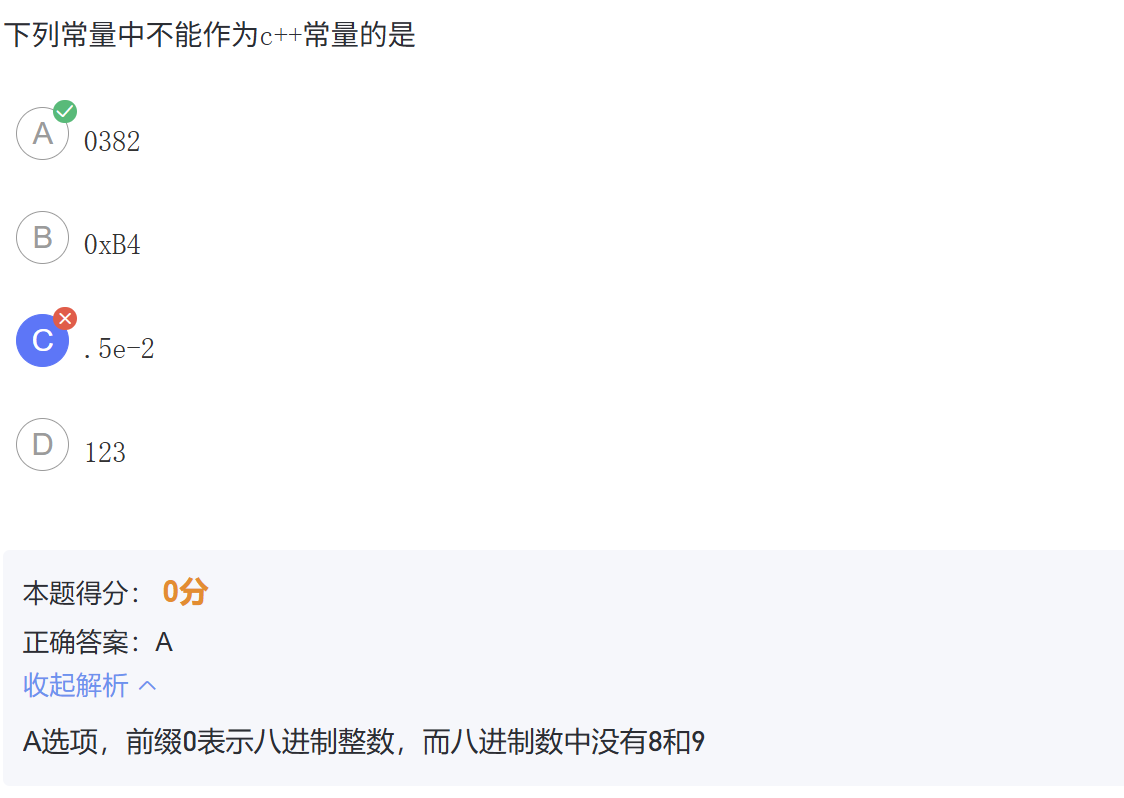 下列常量中不能作为c++常量的是
A 0382
B 0xB4
C .5e-2
D 123
本题得分： 0分
正确答案：A
收起解析
A选项，前缀0表示八进制整数，而八进制数中没有8和9